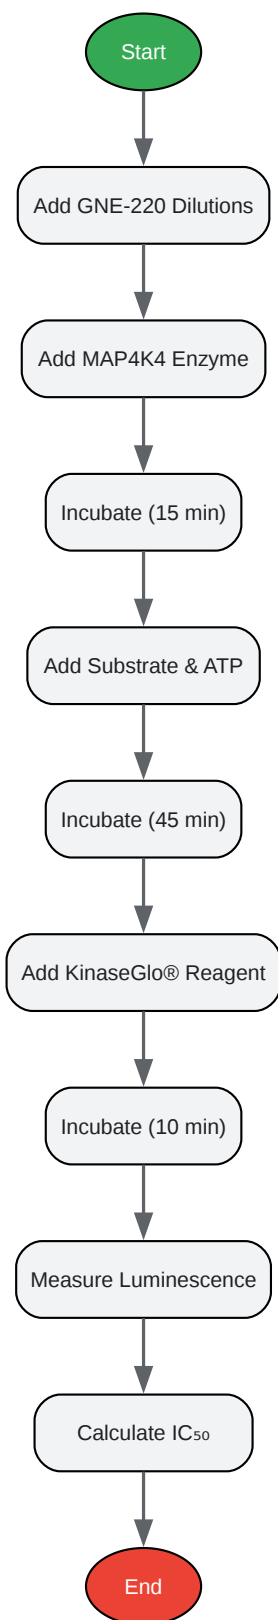 Start
Add GNE-220 Dilutions
Add MAP4K4 Enzyme
Incubate (15 min)
Add Substrate & ATP
Incubate (45 min)
Add KinaseGlo® Reagent
Incubate (10 min)
Measure Luminescence
Calculate IC₅₀
End